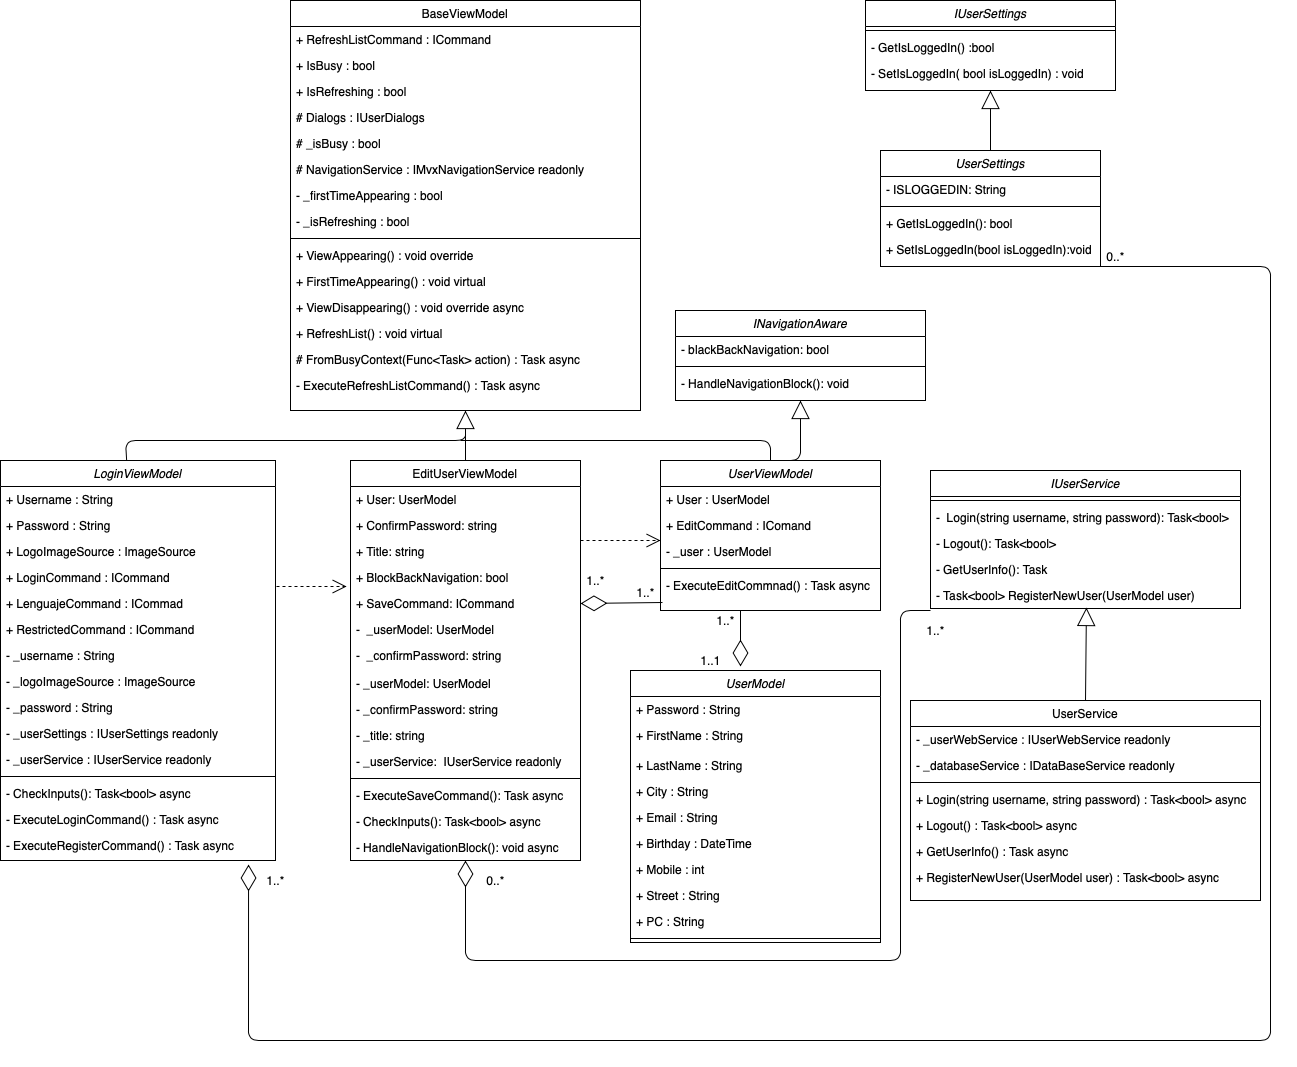 BaseViewModel
+ RefreshListCommand : ICommand
+ IsBusy : bool
+ IsRefreshing : bool
# Dialogs : IUserDialogs
# _isBusy : bool
# NavigationService : IMvxNavigationService readonly
- _firstTimeAppearing : bool
- _isRefreshing : bool
+ ViewAppearing() : void override
+ FirstTimeAppearing() : void virtual
+ ViewDisappearing() : void override async
+ RefreshList() : void virtual
# FromBusyContext(Func<Task> action) : Task async
- ExecuteRefreshListCommand() : Task async
IUserSettings
- GetIsLoggedIn() :bool
- SetIsLoggedIn( bool isLoggedIn) : void
UserSettings
- ISLOGGEDIN: String
+ GetIsLoggedIn(): bool
+ SetIsLoggedIn(bool isLoggedIn):void
0..*
INavigationAware
- blackBackNavigation: bool
- HandleNavigationBlock(): void
LoginViewModel
+ Username : String
+ Password : String
+ LogoImageSource : ImageSource
+ LoginCommand : ICommand
+ LenguajeCommand : ICommad
+ RestrictedCommand : ICommand
- _username : String
- _logoImageSource : ImageSource
- _password : String
- _userSettings : IUserSettings readonly
- _userService : IUserService readonly
- CheckInputs(): Task<bool> async
- ExecuteLoginCommand() : Task async
- ExecuteRegisterCommand() : Task async
1..*
EditUserViewModel
+ User: UserModel
+ ConfirmPassword: string
+ Title: string
+ BlockBackNavigation: bool
+ SaveCommand: ICommand
- _userModel: UserModel
- _confirmPassword: string
- _userModel: UserModel
- _confirmPassword: string
- _title: string
- _userService: IUserService readonly
- ExecuteSaveCommand(): Task async
- CheckInputs(): Task<bool> async
- HandleNavigationBlock(): void async
0..*
1..*
1..*
UserViewModel
+ User : UserModel
+ EditCommand : IComand
- _user : UserModel
- ExecuteEditCommnad() : Task async
1..*
1..1
UserModel
+ Password : String
+ FirstName : String
+ LastName : String
+ City : String
+ Email : String
+ Birthday : DateTime
+ Mobile : int
+ Street : String
+ PC : String
IUserService
- Login(string username, string password): Task<bool>
- Logout(): Task<bool>
- GetUserInfo(): Task
- Task<bool> RegisterNewUser(UserModel user)
1..*
UserService
- _userWebService : IUserWebService readonly
- _databaseService : IDataBaseService readonly
+ Login(string username, string password) : Task<bool> async
+ Logout() : Task<bool> async
+ GetUserInfo() : Task async
+ RegisterNewUser(UserModel user) : Task<bool> async